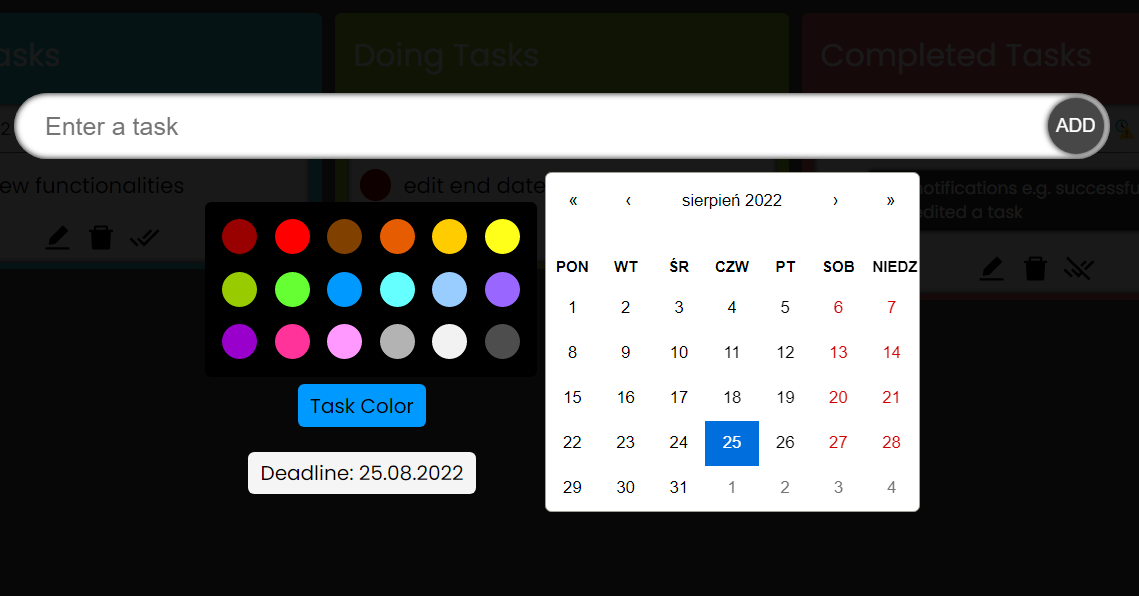 asks
Doing Tasks
Completed Tasks
Enter a task
ADD
ew functionalities
edit end date
notifications e.g. successfu
edited a task
« ‹ sierpień 2022 › »
PON WT ŚR CZW PT SOB NIEDZ
1 2 3 4 5 6 7
8 9 10 11 12 13 14
15 16 17 18 19 20 21
22 23 24 25 26 27 28
29 30 31 1 2 3 4
Task Color
Deadline: 25.08.2022